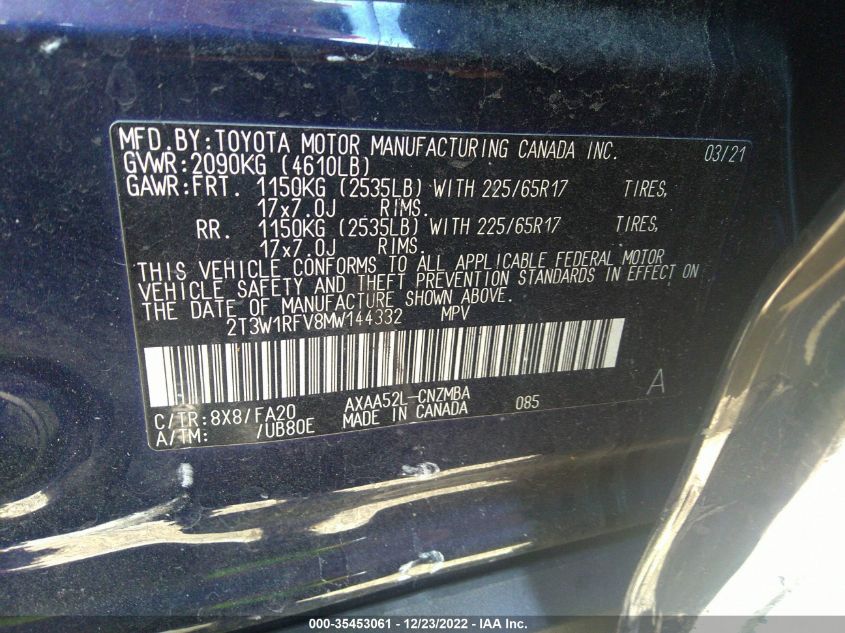 MFD.BY:TOYOTA MOTOR MANUFACTURING CANADA INC. 03/21
GVWR:2090KG (4610LB)
GAWR:FRT. 1150KG (2535LB) WITH 225/65R17 TIRES,
17x7.0J RIMS.
RR. 1150KG (2535LB) WITH 225/65R17 TIRES,
17x7.0J RIMS.
THIS VEHICLE CONFORMS TO ALL APPLICABLE FEDERAL MOTOR
VEHICLE SAFETY AND THEFT PREVENTION STANDARDS IN EFFECT ON
THE DATE OF MANUFACTURE SHOWN ABOVE.
2T3W1RFV8MW144332 MPV
A
C/TR:8X8/FA20 AXAA52L-CNZMBA 085
A/TM: /UB80E MADE IN CANADA
000-35453061 - 12/23/2022 - IAA Inc.